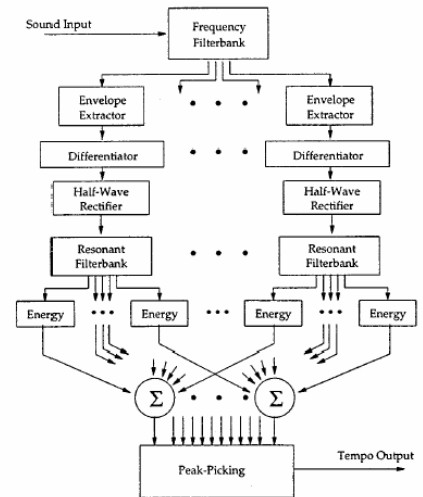 Sound Input
Frequency
Filterbank
Envelope
Extractor
Envelope
Extractor
Differentiator
Differentiator
Half-Wave
Rectifier
Half-Wave
Rectifier
Resonant
Filterbank
Resonant
Filterbank
Energy
Energy
Energy
Energy
Σ
Σ
Tempo Output
Peak-Picking